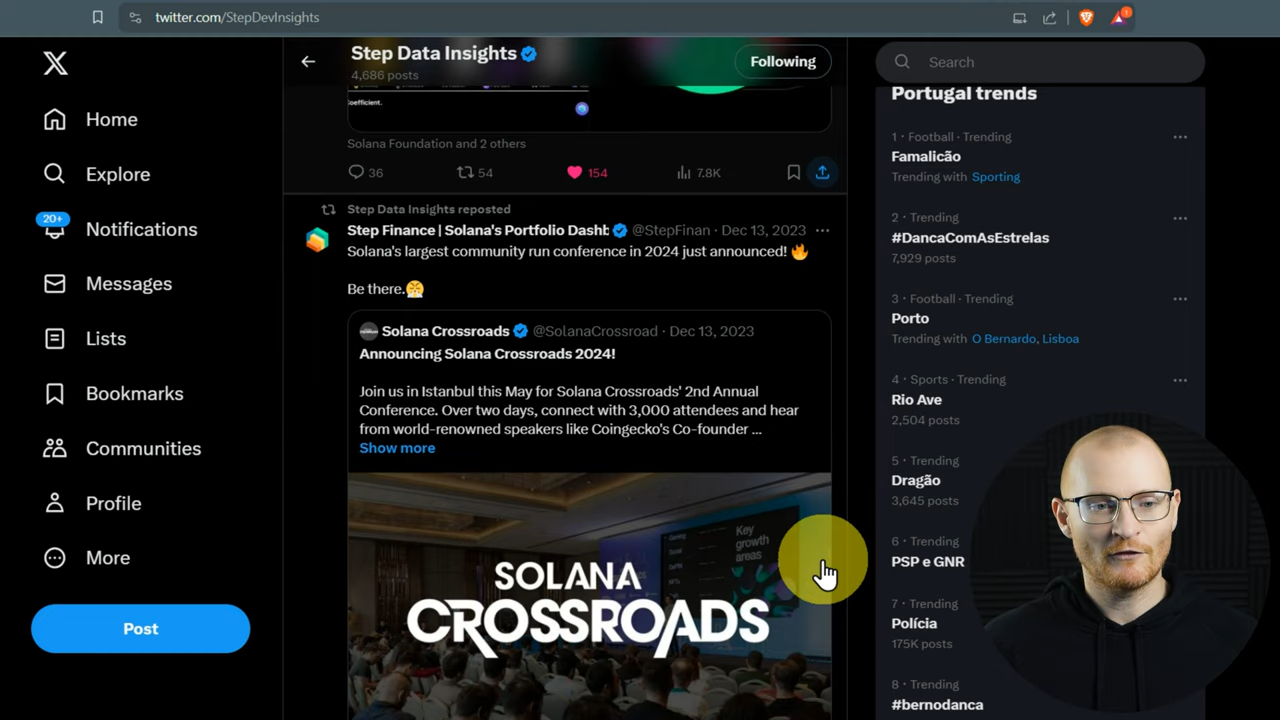 twitter.com/StepDevInsights
Home
Explore
20+
Notifications
Messages
Lists
Bookmarks
Communities
Profile
More
Post
Step Data Insights
4,686 posts
Following
oefficient.
Solana Foundation and 2 others
36
54
154
7.8K
Step Data Insights reposted
Step Finance | Solana's Portfolio Dashb @StepFinan · Dec 13, 2023
Solana's largest community run conference in 2024 just announced! 🔥
Be there.😤
Solana Crossroads @SolanaCrossroad · Dec 13, 2023
Announcing Solana Crossroads 2024!
Join us in Istanbul this May for Solana Crossroads' 2nd Annual
Conference. Over two days, connect with 3,000 attendees and hear
from world-renowned speakers like Coingecko's Co-founder ...
Show more
Key
growth
areas
SOLANA
CROSSROADS
Search
Portugal trends
1 · Football · Trending
Famalicão
Trending with Sporting
2 · Trending
#DancaComAsEstrelas
7,929 posts
3 · Football · Trending
Porto
Trending with O Bernardo, Lisboa
4 · Sports · Trending
Rio Ave
2,504 posts
5 · Trending
Dragão
3,645 posts
6 · Trending
PSP e GNR
7 · Trending
Polícia
175K posts
8 · Trending
#bernodanca